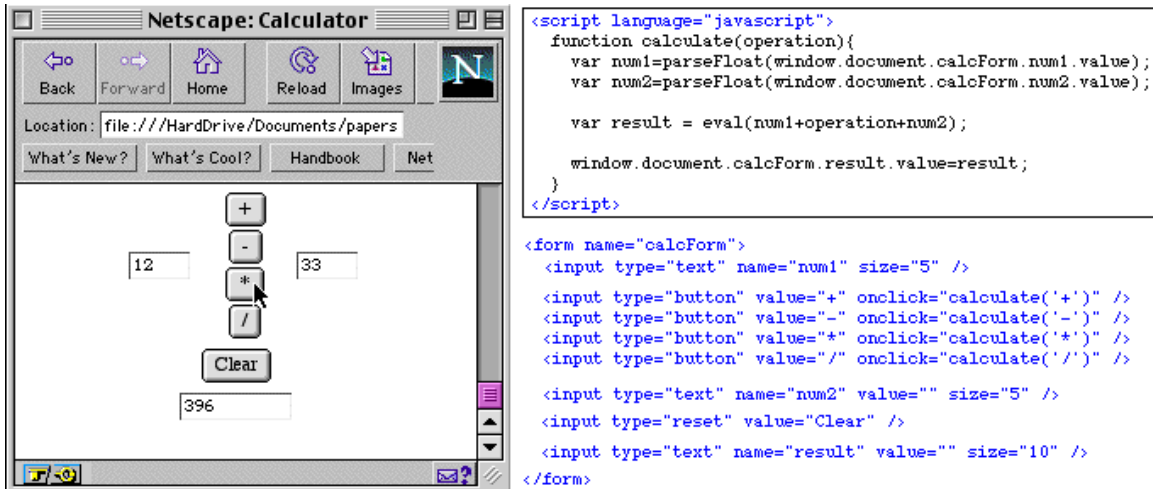 Netscape: Calculator
Back Forward Home Reload Images N
Location: file:///HardDrive/Documents/papers
What's New? What's Cool? Handbook Net
+
-
12 33
*
/
Clear
396
<script language="javascript">
function calculate(operation){
var num1=parseFloat(window.document.calcForm.num1.value);
var num2=parseFloat(window.document.calcForm.num2.value);
var result = eval(num1+operation+num2);
window.document.calcForm.result.value=result;
}
</script>
<form name="calcForm">
<input type="text" name="num1" size="5" />
<input type="button" value="+" onclick="calculate('+')" />
<input type="button" value="-" onclick="calculate('-')" />
<input type="button" value="*" onclick="calculate('*')" />
<input type="button" value="/" onclick="calculate('/')" />
<input type="text" name="num2" value="" size="5" />
<input type="reset" value="Clear" />
<input type="text" name="result" value="" size="10" />
</form>